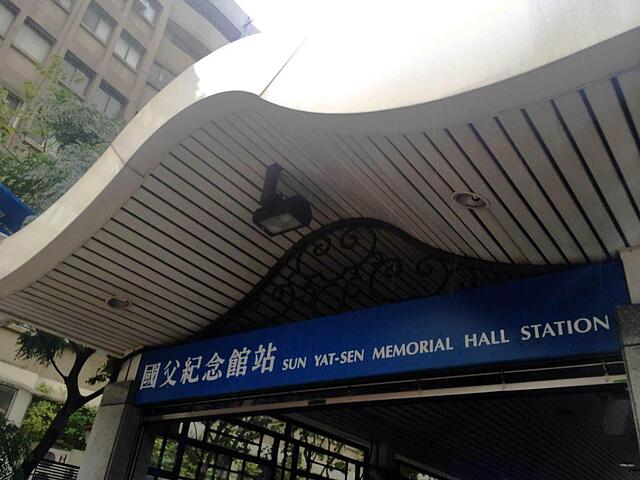 國父紀念館站 SUN YAT-SEN MEMORIAL HALL STATION